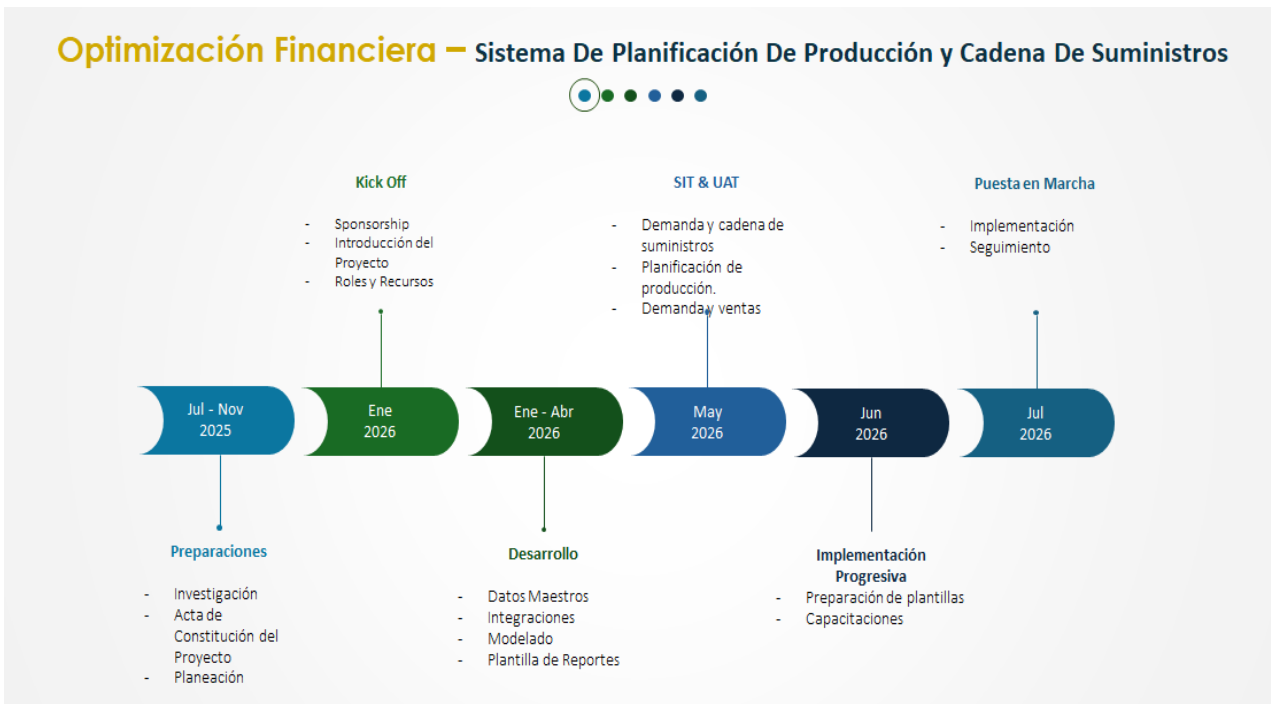 Optimización Financiera – Sistema De Planificación De Producción y Cadena De Suministros
Kick Off
- Sponsorship
- Introducción del
Proyecto
- Roles y Recursos
SIT & UAT
- Demanda y cadena de
suministros
- Planificación de
producción.
- Demanda y ventas
Puesta en Marcha
- Implementación
- Seguimiento
Jul - Nov
2025
Ene
2026
Ene - Abr
2026
May
2026
Jun
2026
Jul
2026
Preparaciones
- Investigación
- Acta de
Constitución del
Proyecto
- Planeación
Desarrollo
- Datos Maestros
- Integraciones
- Modelado
- Plantilla de Reportes
Implementación
Progresiva
- Preparación de plantillas
- Capacitaciones